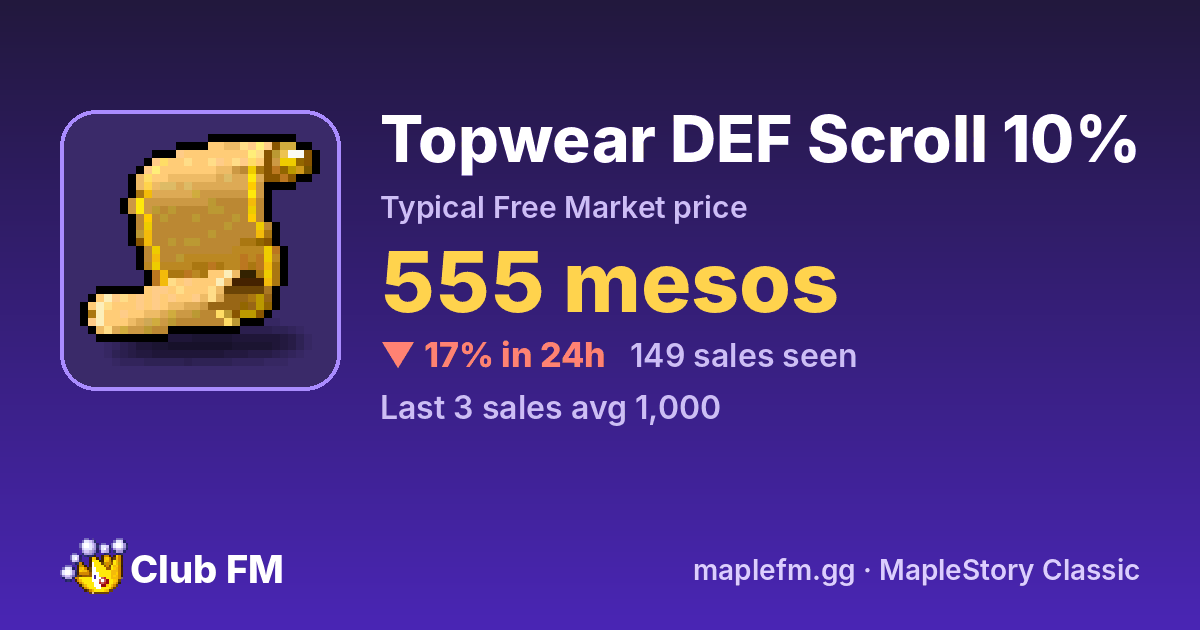 Topwear DEF Scroll 10%
Typical Free Market price
555 mesos
▼ 17% in 24h 149 sales seen
Last 3 sales avg 1,000
Club FM
maplefm.gg · MapleStory Classic